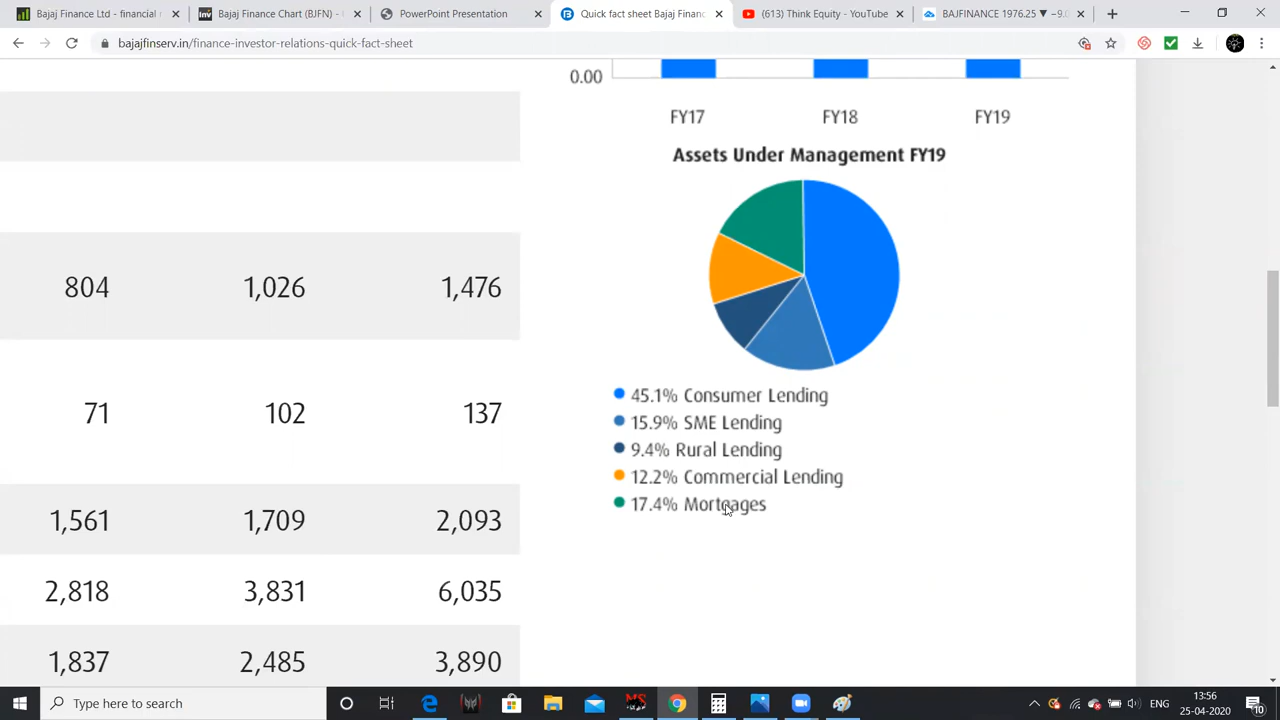 Bajaj Finance Ltd - financial r
Bajaj Finance Chart (BJFN) -
PowerPoint Presentation
Quick fact sheet Bajaj Finan
(613) Think Equity - YouTube
BAJFINANCE 1976.25 ▼ −9.
bajajfinserv.in/finance-investor-relations-quick-fact-sheet
0.00
FY17 FY18 FY19
Assets Under Management FY19
804 1,026 1,476
45.1% Consumer Lending
15.9% SME Lending
9.4% Rural Lending
12.2% Commercial Lending
17.4% Mortgages
71 102 137
1,561 1,709 2,093
2,818 3,831 6,035
1,837 2,485 3,890
Type here to search
ENG
13:56
25-04-2020